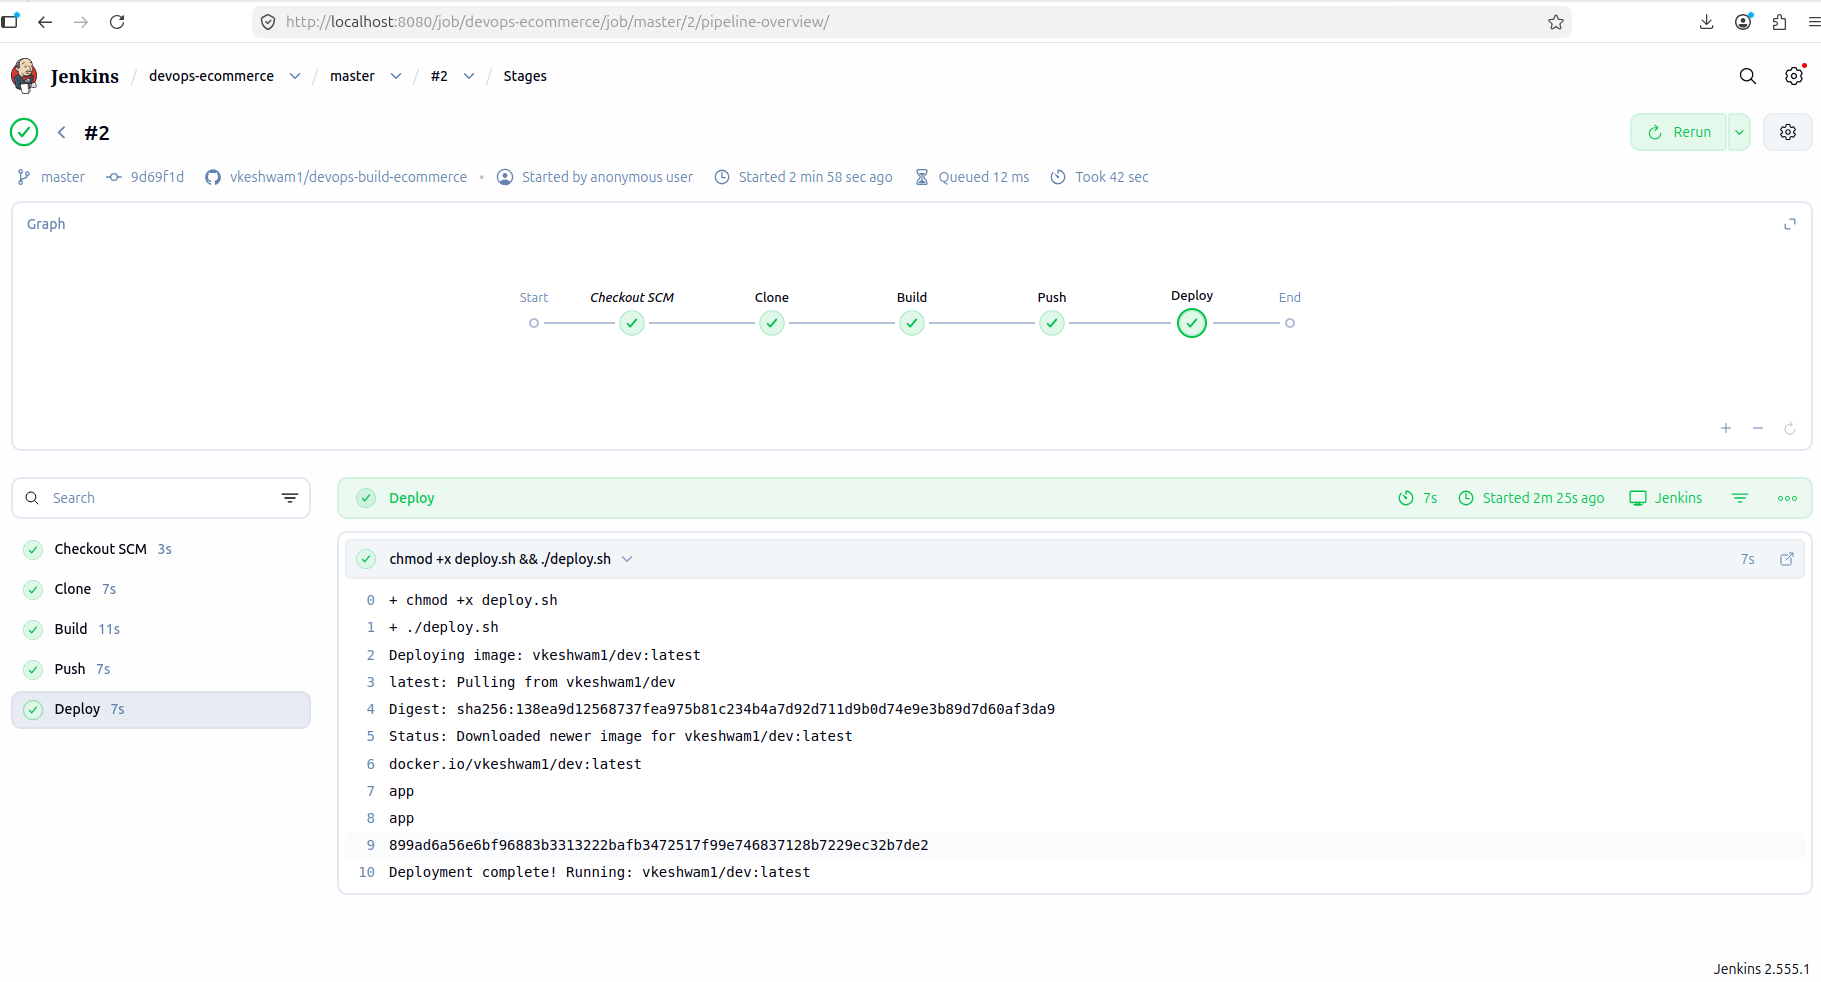 http://localhost:8080/job/devops-ecommerce/job/master/2/pipeline-overview/
Jenkins / devops-ecommerce / master / #2 / Stages
#2
Rerun
master 9d69f1d vkeshwam1/devops-build-ecommerce • Started by anonymous user Started 2 min 58 sec ago Queued 12 ms Took 42 sec
Graph
Start Checkout SCM Clone Build Push Deploy End
Search
Checkout SCM 3s
Clone 7s
Build 11s
Push 7s
Deploy 7s
Deploy 7s Started 2m 25s ago Jenkins
chmod +x deploy.sh && ./deploy.sh 7s
0 + chmod +x deploy.sh
1 + ./deploy.sh
2 Deploying image: vkeshwam1/dev:latest
3 latest: Pulling from vkeshwam1/dev
4 Digest: sha256:138ea9d12568737fea975b81c234b4a7d92d711d9b0d74e9e3b89d7d60af3da9
5 Status: Downloaded newer image for vkeshwam1/dev:latest
6 docker.io/vkeshwam1/dev:latest
7 app
8 app
9 899ad6a56e6bf96883b3313222bafb3472517f99e746837128b7229ec32b7de2
10 Deployment complete! Running: vkeshwam1/dev:latest
Jenkins 2.555.1